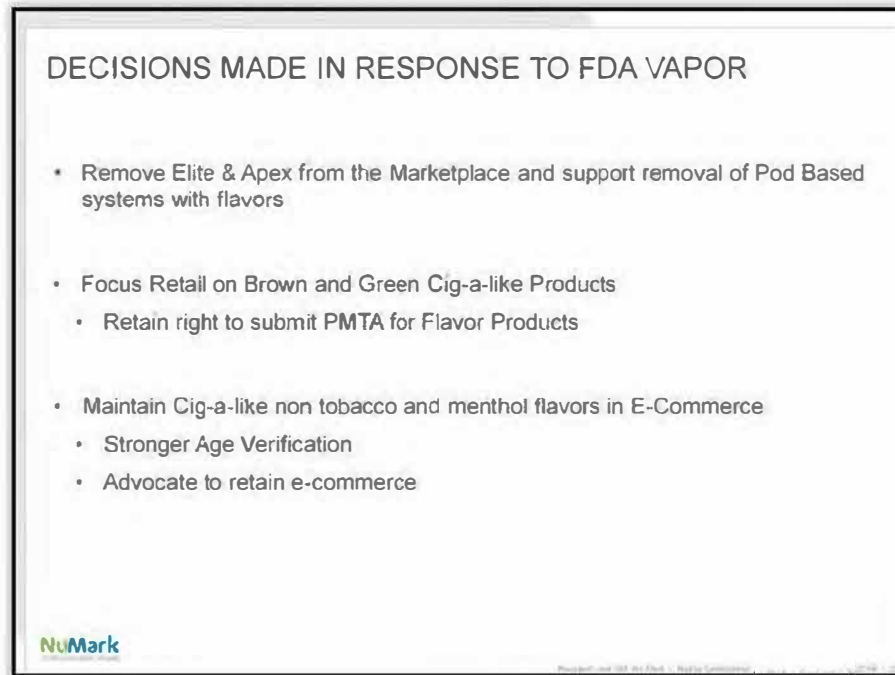 DECISIONS MADE IN RESPONSE TO FDA VAPOR
• Remove Elite & Apex from the Marketplace and support removal of Pod Based
systems with flavors
• Focus Retail on Brown and Green Cig-a-like Products
• Retain right to submit PMTA for Flavor Products
• Maintain Cig-a-like non tobacco and menthol flavors in E-Commerce
• Stronger Age Verification
• Advocate to retain e-commerce
NuMark